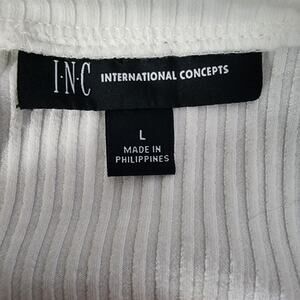 I·N·C INTERNATIONAL CONCEPTS
L
MADE IN
PHILIPPINES